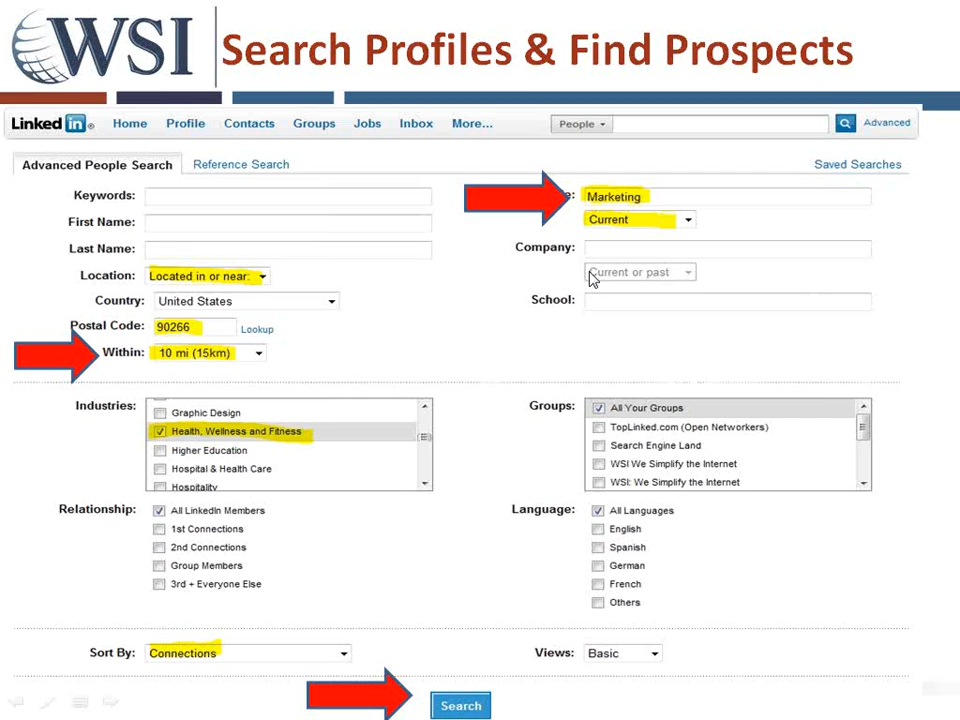 WSI
Search Profiles & Find Prospects
Linked in ®
Home Profile Contacts Groups Jobs Inbox More... People Advanced
Advanced People Search Reference Search Saved Searches
Keywords:
First Name:
Last Name:
Location: Located in or near:
Country: United States
Postal Code: 90266 Lookup
Within: 10 mi (15km)
Marketing
Current
Company:
Current or past
School:
Industries:
Graphic Design
Health, Wellness and Fitness
Higher Education
Hospital & Health Care
Hospitality
Groups:
All Your Groups
TopLinked.com (Open Networkers)
Search Engine Land
WSI We Simplify the Internet
WSI: We Simplify the Internet
Relationship:
All LinkedIn Members
1st Connections
2nd Connections
Group Members
3rd + Everyone Else
Language:
All Languages
English
Spanish
German
French
Others
Sort By: Connections
Views: Basic
Search